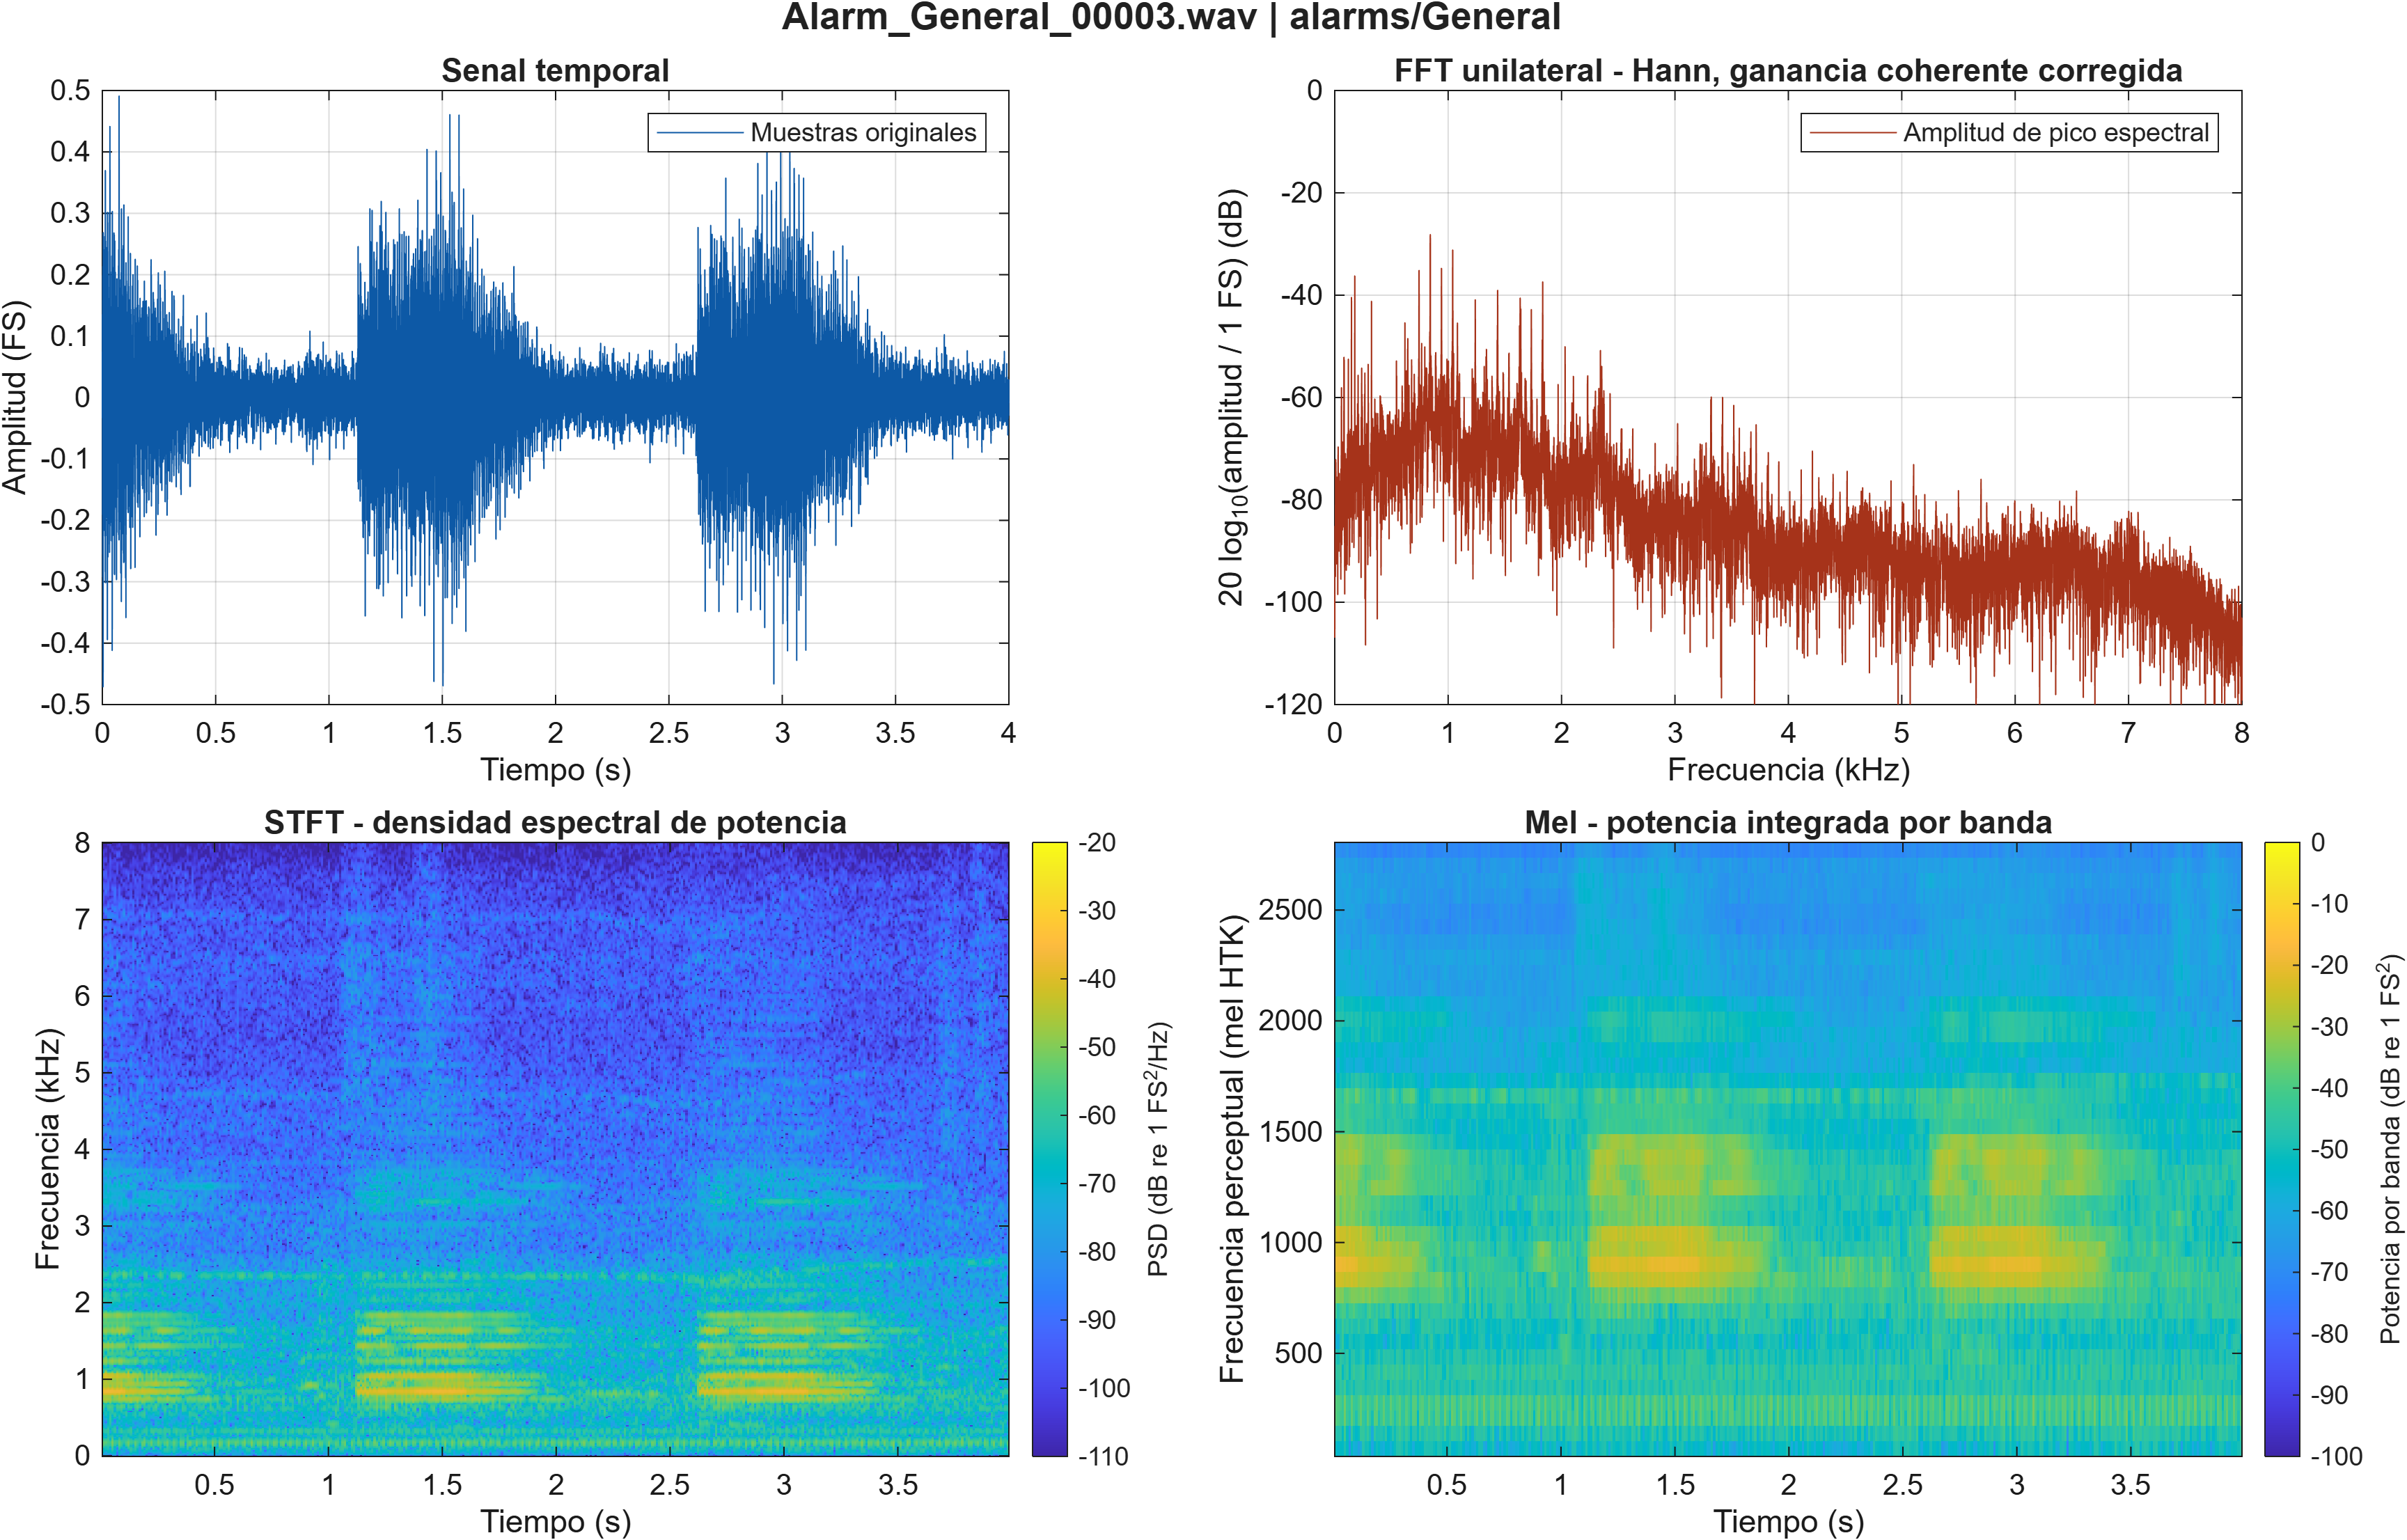 Alarm_General_00003.wav | alarms/General
Senal temporal
0.5
0.4
0.3
0.2
0.1
0
-0.1
-0.2
-0.3
-0.4
-0.5
Amplitud (FS)
Muestras originales
0 0.5 1 1.5 2 2.5 3 3.5 4
Tiempo (s)
FFT unilateral - Hann, ganancia coherente corregida
0
-20
-40
-60
-80
-100
-120
20 log10(amplitud / 1 FS) (dB)
Amplitud de pico espectral
0 1 2 3 4 5 6 7 8
Frecuencia (kHz)
STFT - densidad espectral de potencia
8
7
6
5
4
3
2
1
0
Frecuencia (kHz)
0.5 1 1.5 2 2.5 3 3.5
Tiempo (s)
-20
-30
-40
-50
-60
-70
-80
-90
-100
-110
PSD (dB re 1 FS²/Hz)
Mel - potencia integrada por banda
2500
2000
1500
1000
500
Frecuencia perceptual (mel HTK)
0.5 1 1.5 2 2.5 3 3.5
Tiempo (s)
0
-10
-20
-30
-40
-50
-60
-70
-80
-90
-100
Potencia por banda (dB re 1 FS²)